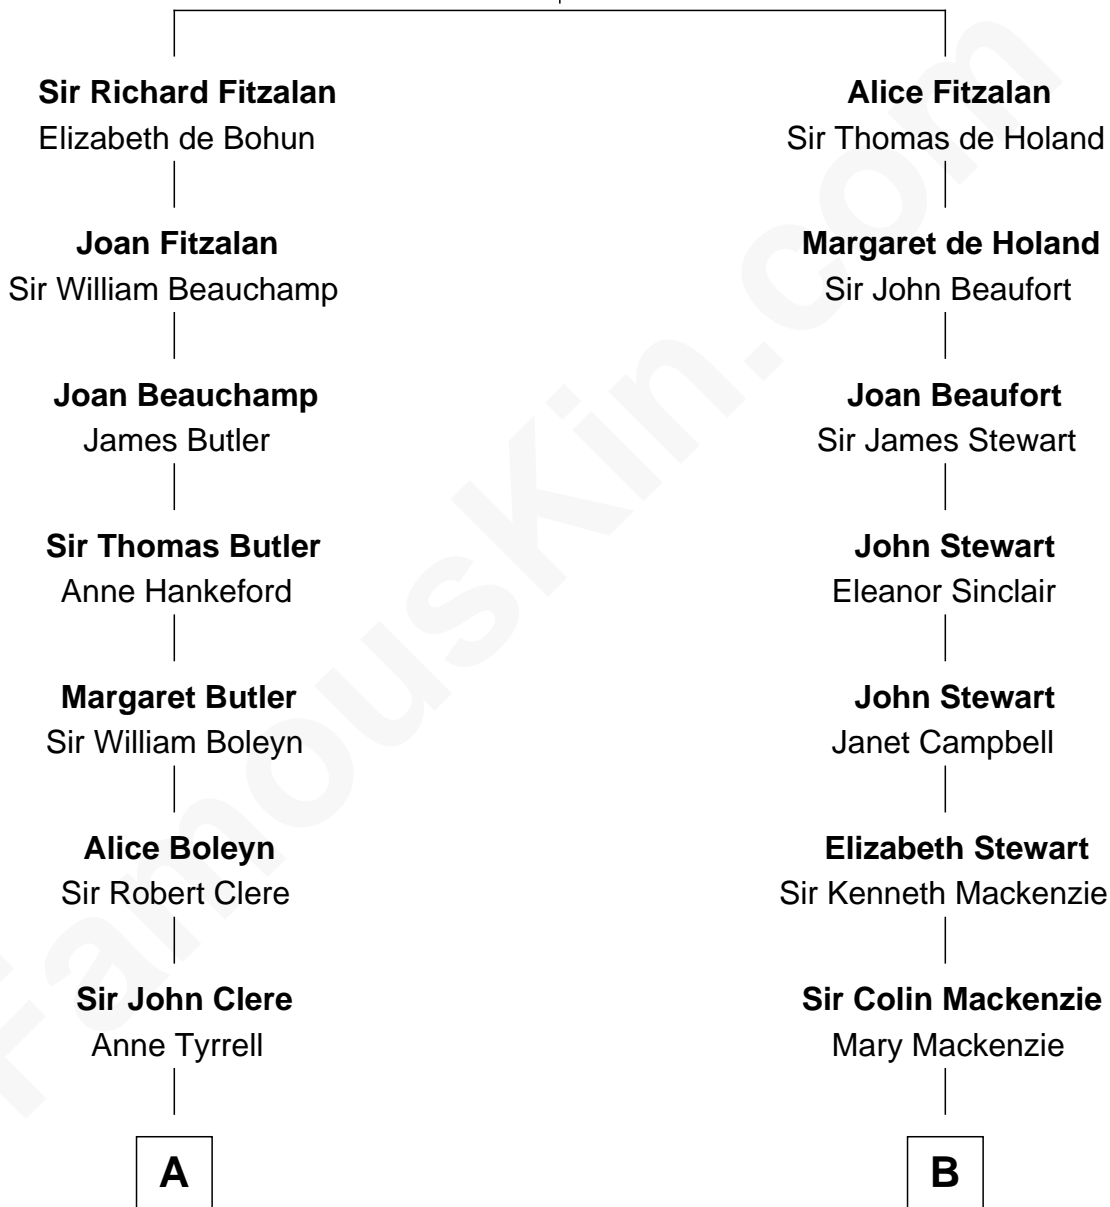 Sir Richard Fitzalan
Elizabeth de Bohun
Joan Fitzalan
Sir William Beauchamp
Joan Beauchamp
James Butler
Sir Thomas Butler
Anne Hankeford
Margaret Butler
Sir William Boleyn
Alice Boleyn
Sir Robert Clere
Sir John Clere
Anne Tyrrell
A
Alice Fitzalan
Sir Thomas de Holand
Margaret de Holand
Sir John Beaufort
Joan Beaufort
Sir James Stewart
John Stewart
Eleanor Sinclair
John Stewart
Janet Campbell
Elizabeth Stewart
Sir Kenneth Mackenzie
Sir Colin Mackenzie
Mary Mackenzie
B
FamousKin.com